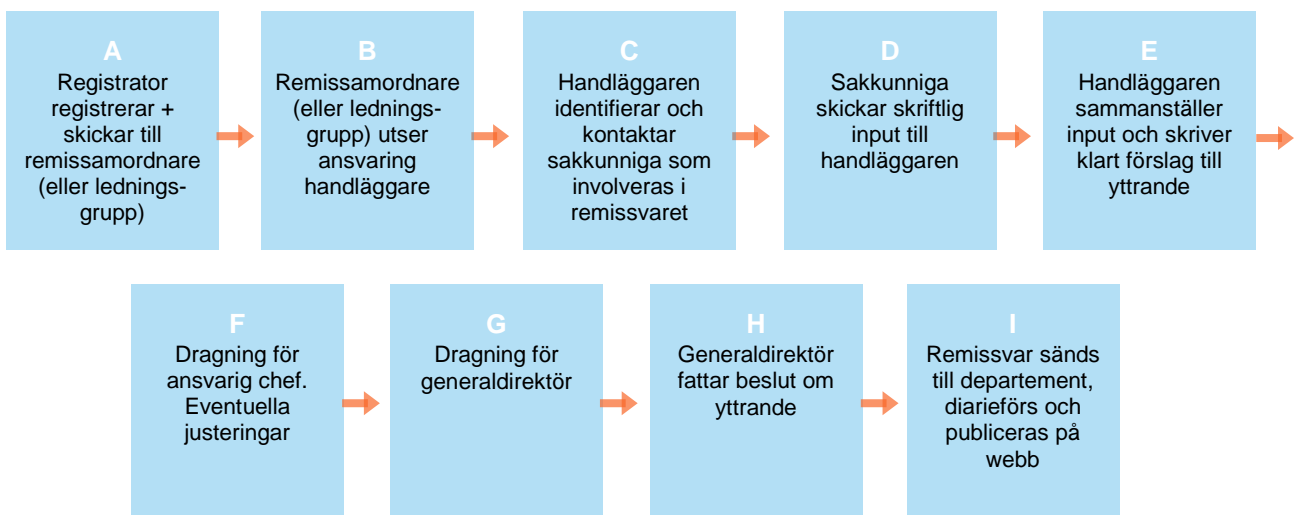 A
Registrator
registrerar +
skickar till
remissamordnare
(eller lednings-
grupp)
B
Remissamordnare
(eller lednings-
grupp) utser
ansvaring
handläggare
C
Handläggaren
identifierar och
kontaktar
sakkunniga som
involveras i
remissvaret
D
Sakkunniga
skickar skriftlig
input till
handläggaren
E
Handläggaren
sammanställer
input och skriver
klart förslag till
yttrande
F
Dragning för
ansvarig chef.
Eventuella
justeringar
G
Dragning för
generaldirektör
H
Generaldirektör
fattar beslut om
yttrande
I
Remissvar sänds
till departement,
diarieförs och
publiceras på
webb